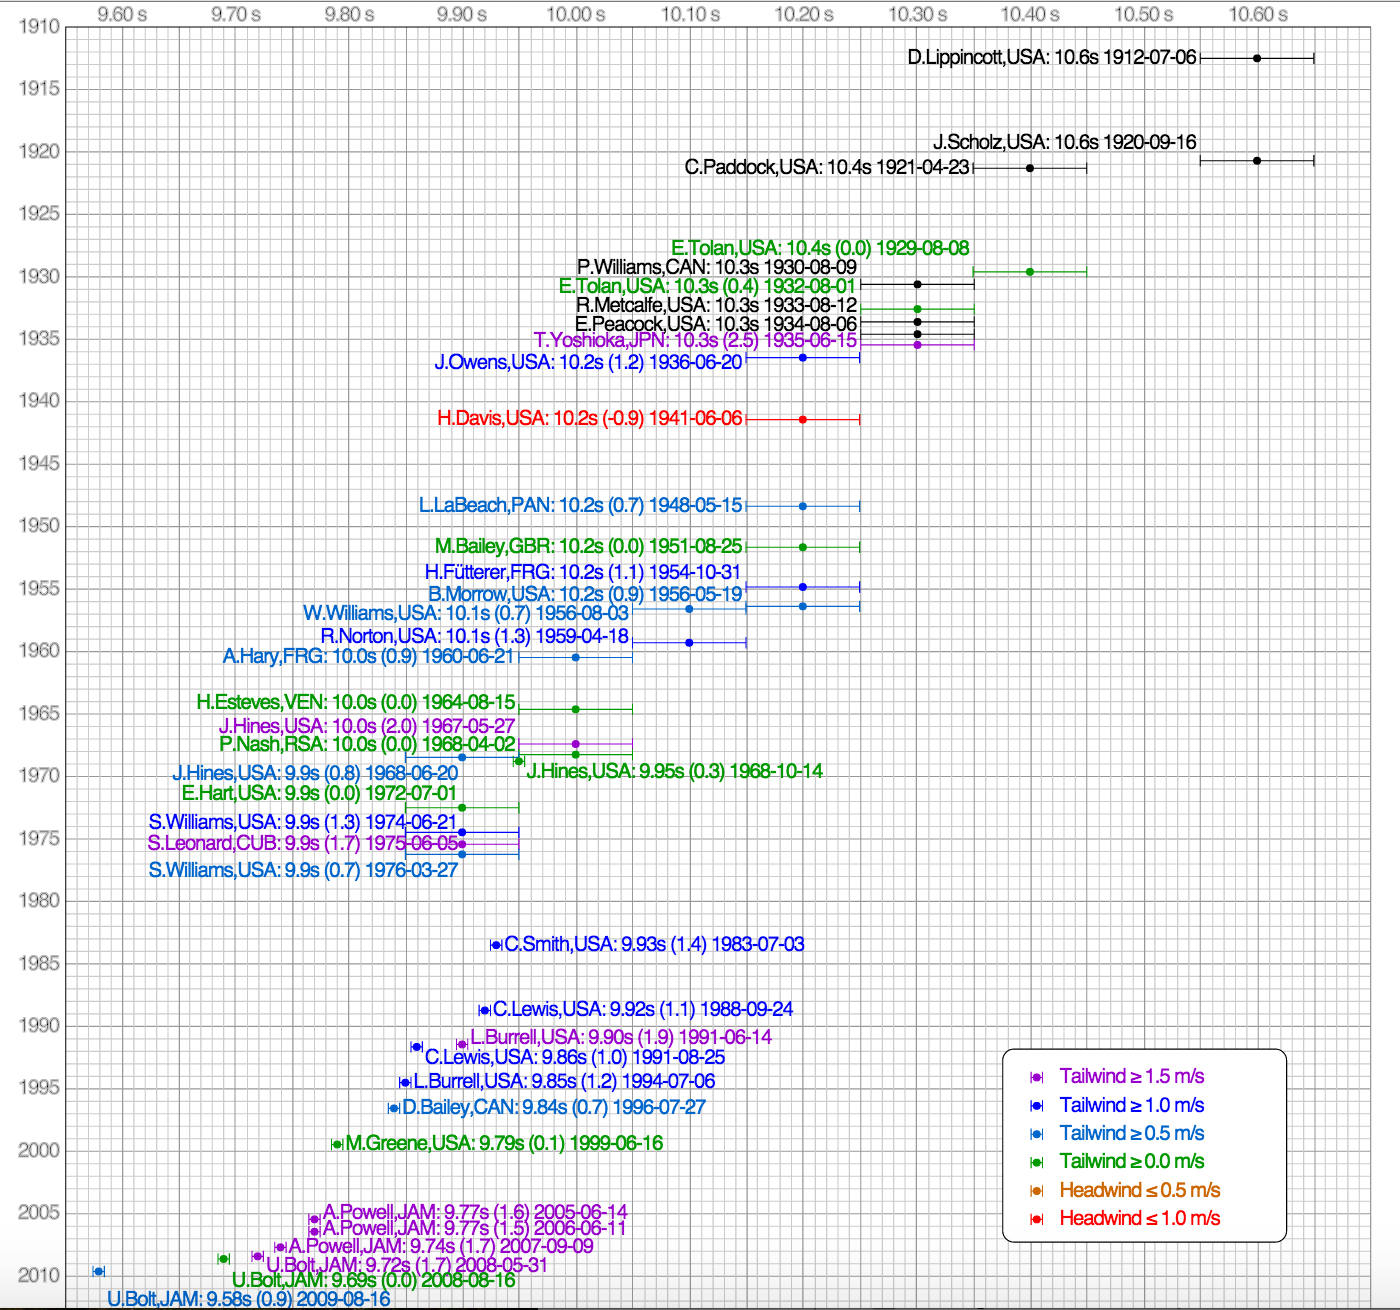 9.60 s 9.70 s 9.80 s 9.90 s 10.00 s 10.10 s 10.20 s 10.30 s 10.40 s 10.50 s 10.60 s
1910
D.Lippincott,USA: 10.6s 1912-07-06
1915
J.Scholz,USA: 10.6s 1920-09-16
1920
C.Paddock,USA: 10.4s 1921-04-23
1925
E.Tolan,USA: 10.4s (0.0) 1929-08-08
P.Williams,CAN: 10.3s 1930-08-09
1930
E.Tolan,USA: 10.3s (0.4) 1932-08-01
R.Metcalfe,USA: 10.3s 1933-08-12
E.Peacock,USA: 10.3s 1934-08-06
1935
T.Yoshioka,JPN: 10.3s (2.5) 1935-06-15
J.Owens,USA: 10.2s (1.2) 1936-06-20
1940
H.Davis,USA: 10.2s (-0.9) 1941-06-06
1945
L.LaBeach,PAN: 10.2s (0.7) 1948-05-15
1950
M.Bailey,GBR: 10.2s (0.0) 1951-08-25
H.Fütterer,FRG: 10.2s (1.1) 1954-10-31
1955
B.Morrow,USA: 10.2s (0.9) 1956-05-19
W.Williams,USA: 10.1s (0.7) 1956-08-03
R.Norton,USA: 10.1s (1.3) 1959-04-18
1960
A.Hary,FRG: 10.0s (0.9) 1960-06-21
H.Esteves,VEN: 10.0s (0.0) 1964-08-15
1965
J.Hines,USA: 10.0s (2.0) 1967-05-27
P.Nash,RSA: 10.0s (0.0) 1968-04-02
J.Hines,USA: 9.9s (0.8) 1968-06-20
J.Hines,USA: 9.95s (0.3) 1968-10-14
1970
E.Hart,USA: 9.9s (0.0) 1972-07-01
S.Williams,USA: 9.9s (1.3) 1974-06-21
1975
S.Leonard,CUB: 9.9s (1.7) 1975-06-05
S.Williams,USA: 9.9s (0.7) 1976-03-27
1980
C.Smith,USA: 9.93s (1.4) 1983-07-03
1985
C.Lewis,USA: 9.92s (1.1) 1988-09-24
1990
L.Burrell,USA: 9.90s (1.9) 1991-06-14
C.Lewis,USA: 9.86s (1.0) 1991-08-25
L.Burrell,USA: 9.85s (1.2) 1994-07-06
1995
D.Bailey,CAN: 9.84s (0.7) 1996-07-27
M.Greene,USA: 9.79s (0.1) 1999-06-16
2000
A.Powell,JAM: 9.77s (1.6) 2005-06-14
2005
A.Powell,JAM: 9.77s (1.5) 2006-06-11
A.Powell,JAM: 9.74s (1.7) 2007-09-09
U.Bolt,JAM: 9.72s (1.7) 2008-05-31
2010
U.Bolt,JAM: 9.69s (0.0) 2008-08-16
U.Bolt,JAM: 9.58s (0.9) 2009-08-16
Tailwind ≥ 1.5 m/s
Tailwind ≥ 1.0 m/s
Tailwind ≥ 0.5 m/s
Tailwind ≥ 0.0 m/s
Headwind ≤ 0.5 m/s
Headwind ≤ 1.0 m/s